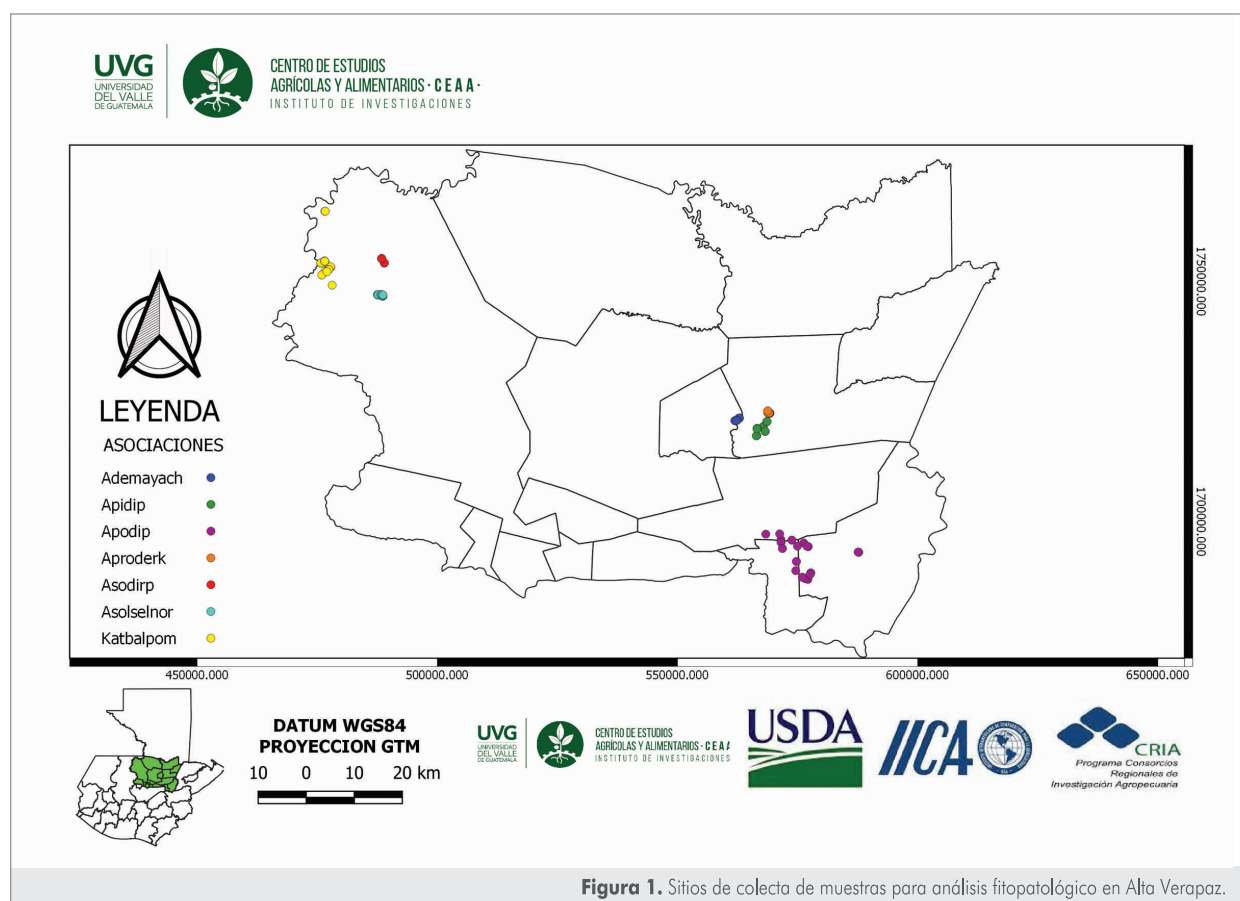 UVG
UNIVERSIDAD
DEL VALLE
DE GUATEMALA
CENTRO DE ESTUDIOS
AGRÍCOLAS Y ALIMENTARIOS · CEAA ·
INSTITUTO DE INVESTIGACIONES
LEYENDA
ASOCIACIONES
Ademayach
Apidip
Apodip
Aproderk
Asodirp
Asolselnor
Katbalpom
1750000.000
1700000.000
450000.000
500000.000
550000.000
600000.000
650000.000
DATUM WGS84
PROYECCION GTM
10 0 10 20 km
UVG
UNIVERSIDAD
DEL VALLE
DE GUATEMALA
CENTRO DE ESTUDIOS
AGRÍCOLAS Y ALIMENTARIOS · CEA
INSTITUTO DE INVESTIGACIONES
USDA
IICA
CRIA
Programa Consorcios
Regionales de
Investigación Agropecuaria
Figura 1. Sitios de colecta de muestras para análisis fitopatológico en Alta Verapaz.